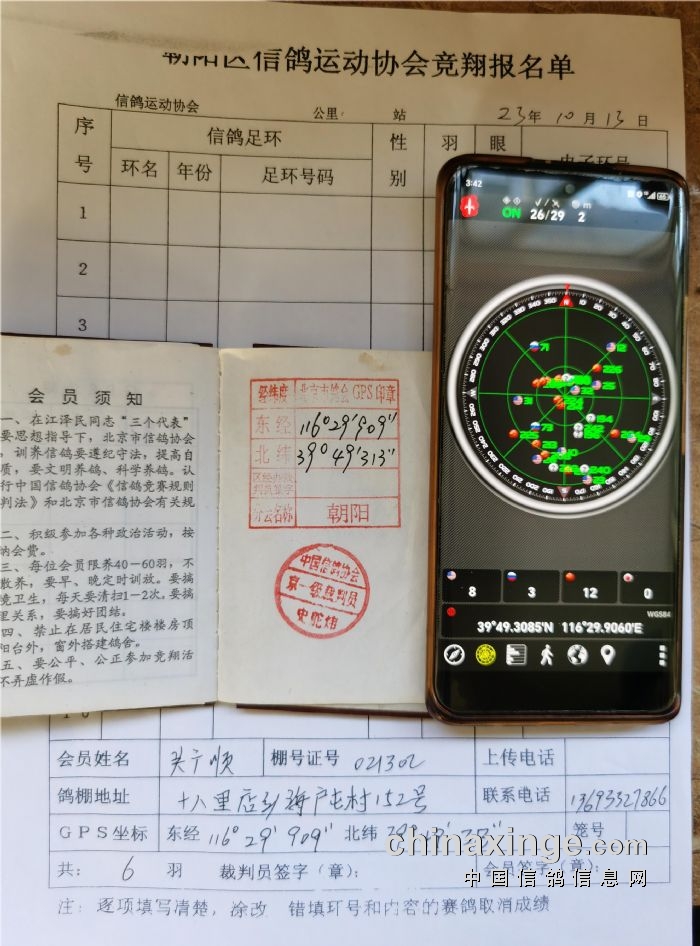 朝阳区信鸽运动协会竞翔报名单
信鸽运动协会 公里: 站 23年 10月 13日
序号 信鸽足环 性别 羽 眼
环名 年份 足环号码
1
2
3
3:42
ON 26/29 2 m
8 3 12 0
WGS84
39°49.3085'N 116°29.9060'E
会员须知
一、在江泽民同志“三个代表”
要思想指导下，北京市信鸽协会
，训养信鸽要遵纪守法，提高自
质，要文明养鸽、科学养鸽。认
行中国信鸽协会《信鸽竞赛规则
判法》和北京市信鸽协会有关规
二、积极参加各种政治活动，按
纳会费。
三、每位会员限养40－60羽，不
散养，要早、晚定时训放。要搞
境卫生，每天要清扫1－2次。要搞
里关系，要搞好团结。
四、禁止在居民住宅楼楼房顶
阳台外，窗外搭建鸽舍。
五、要公平、公正参加竞翔活
不弄虚作假。
经纬度 北京市鸽会GPS印章
东经 116°29'909"
北纬 39°49'313"
分会名称 朝阳
中国信鸽协会
会员姓名 棚号证号 021302 上传电话
鸽棚地址 十八里店 村152号 联系电话 13693327866
GPS坐标 东经 116°29'909" 北纬 笼号
共: 6 羽 裁判员签字（章）: 会员签字（章）:
chinaxinge.com
中国信鸽信息网
注: 逐项填写清楚，涂改 错填环号和内容的赛鸽取消成绩